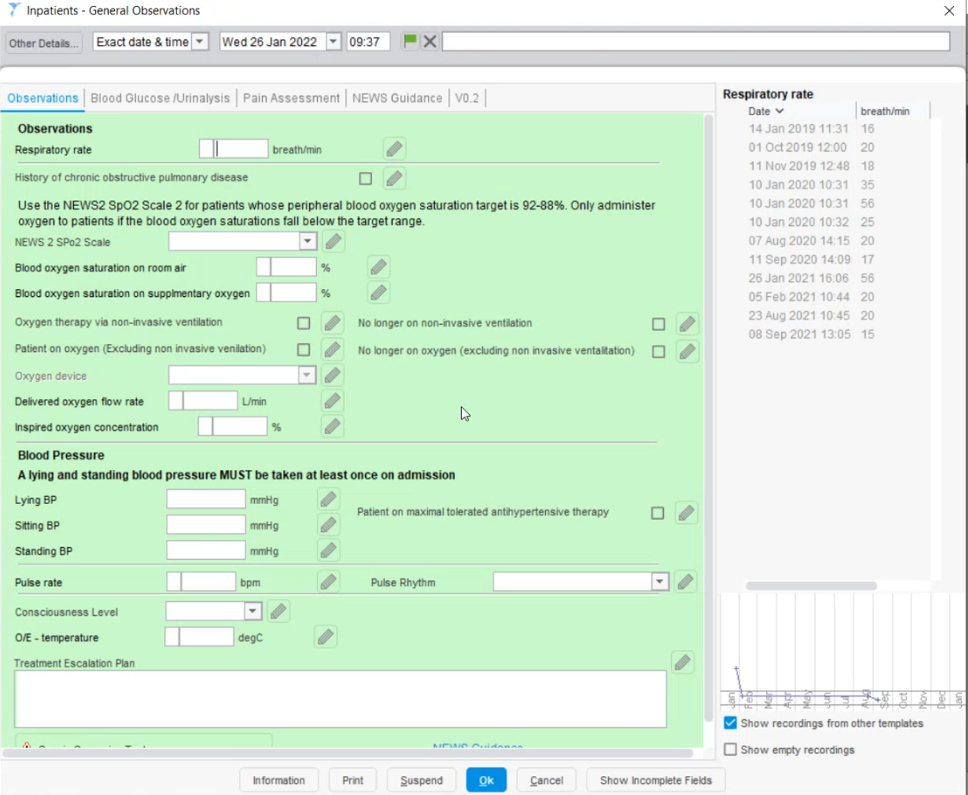 Inpatients - General Observations
Other Details... Exact date & time Wed 26 Jan 2022 09:37
Observations Blood Glucose /Urinalysis Pain Assessment NEWS Guidance V0.2
Observations
Respiratory rate breath/min
History of chronic obstructive pulmonary disease
Use the NEWS2 SpO2 Scale 2 for patients whose peripheral blood oxygen saturation target is 92-88%. Only administer
oxygen to patients if the blood oxygen saturations fall below the target range.
NEWS 2 SPo2 Scale
Blood oxygen saturation on room air %
Blood oxygen saturation on supplmentary oxygen %
Oxygen therapy via non-invasive ventilation No longer on non-invasive ventilation
Patient on oxygen (Excluding non invasive venilation) No longer on oxygen (excluding non invasive ventalitation)
Oxygen device
Delivered oxygen flow rate L/min
Inspired oxygen concentration %
Blood Pressure
A lying and standing blood pressure MUST be taken at least once on admission
Lying BP mmHg
Patient on maximal tolerated antihypertensive therapy
Sitting BP mmHg
Standing BP mmHg
Pulse rate bpm Pulse Rhythm
Consciousness Level
O/E - temperature degC
Treatment Escalation Plan
NEWS Guidance
Respiratory rate
Date breath/min
14 Jan 2019 11:31 16
01 Oct 2019 12:00 20
11 Nov 2019 12:48 18
10 Jan 2020 10:31 35
10 Jan 2020 10:31 56
10 Jan 2020 10:32 25
07 Aug 2020 14:15 20
11 Sep 2020 14:09 17
26 Jan 2021 16:06 56
05 Feb 2021 10:44 20
23 Aug 2021 10:45 20
08 Sep 2021 13:05 15
Jan Feb Mar Apr May Jun Jul Aug Sep Oct Nov Dec Jan
Show recordings from other templates
Show empty recordings
Information Print Suspend Ok Cancel Show Incomplete Fields